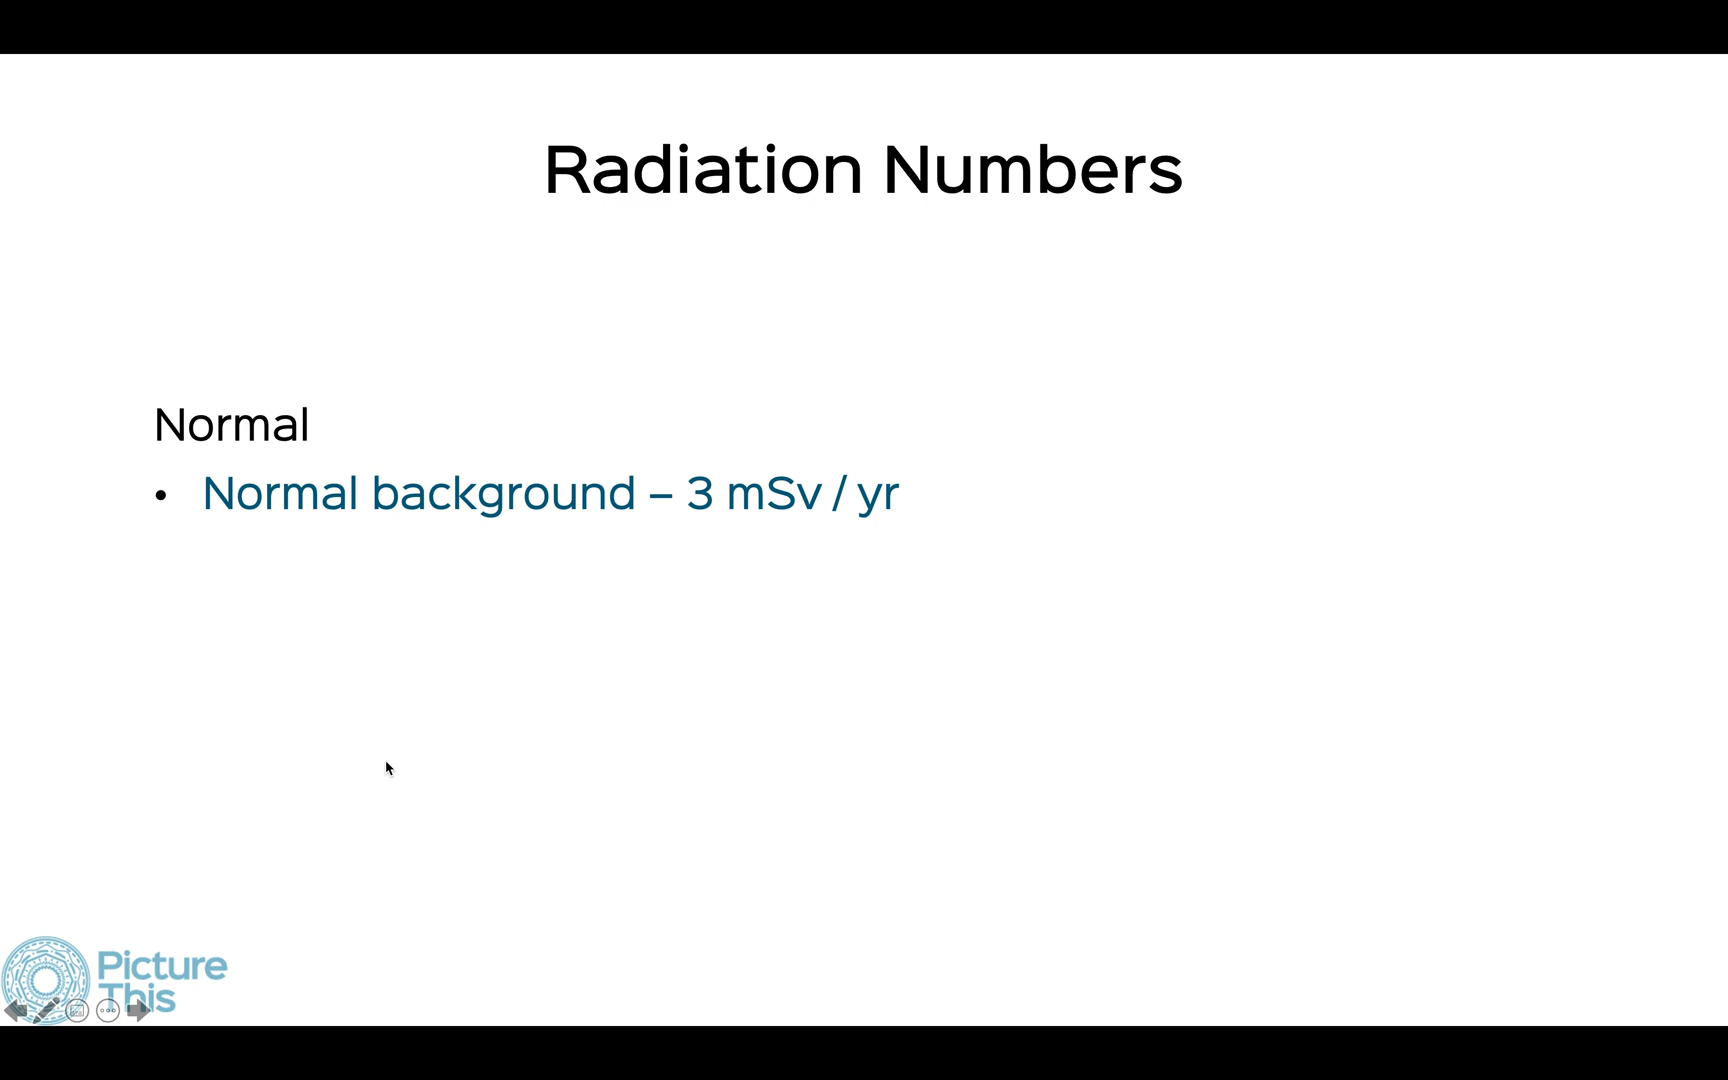 Radiation Numbers
Normal
• Normal background – 3 mSv / yr
Picture
This